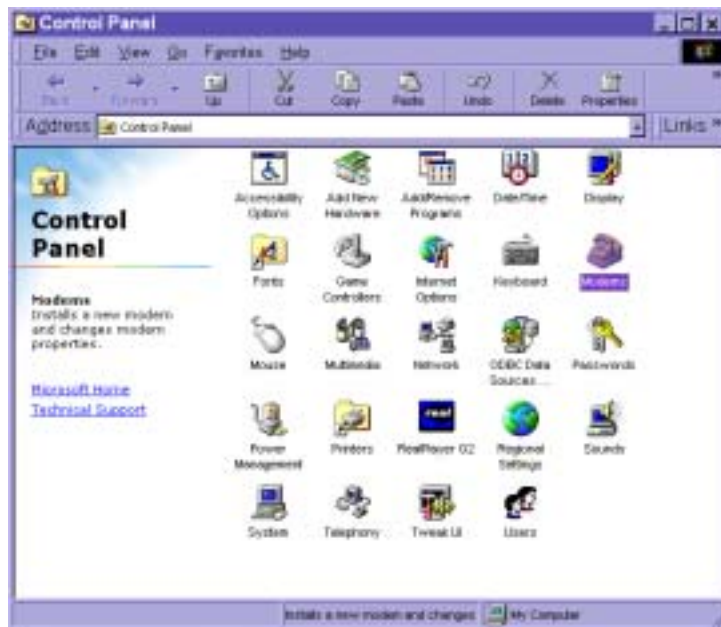 Control Panel
File Edit View Go Favorites Help
Back Forward Up Cut Copy Paste Undo Delete Properties
Address Control Panel Links
Control
Panel
Modems
Installs a new modem
and changes modem
properties.
Microsoft Home
Technical Support
Accessibility Options
Add New Hardware
Add/Remove Programs
Date/Time
Display
Fonts
Game Controllers
Internet Options
Keyboard
Modems
Mouse
Multimedia
Network
ODBC Data Sources ...
Passwords
Power Management
Printers
real
RealPlayer G2
Regional Settings
Sounds
System
Telephony
Tweak UI
Users
Installs a new modem and changes My Computer